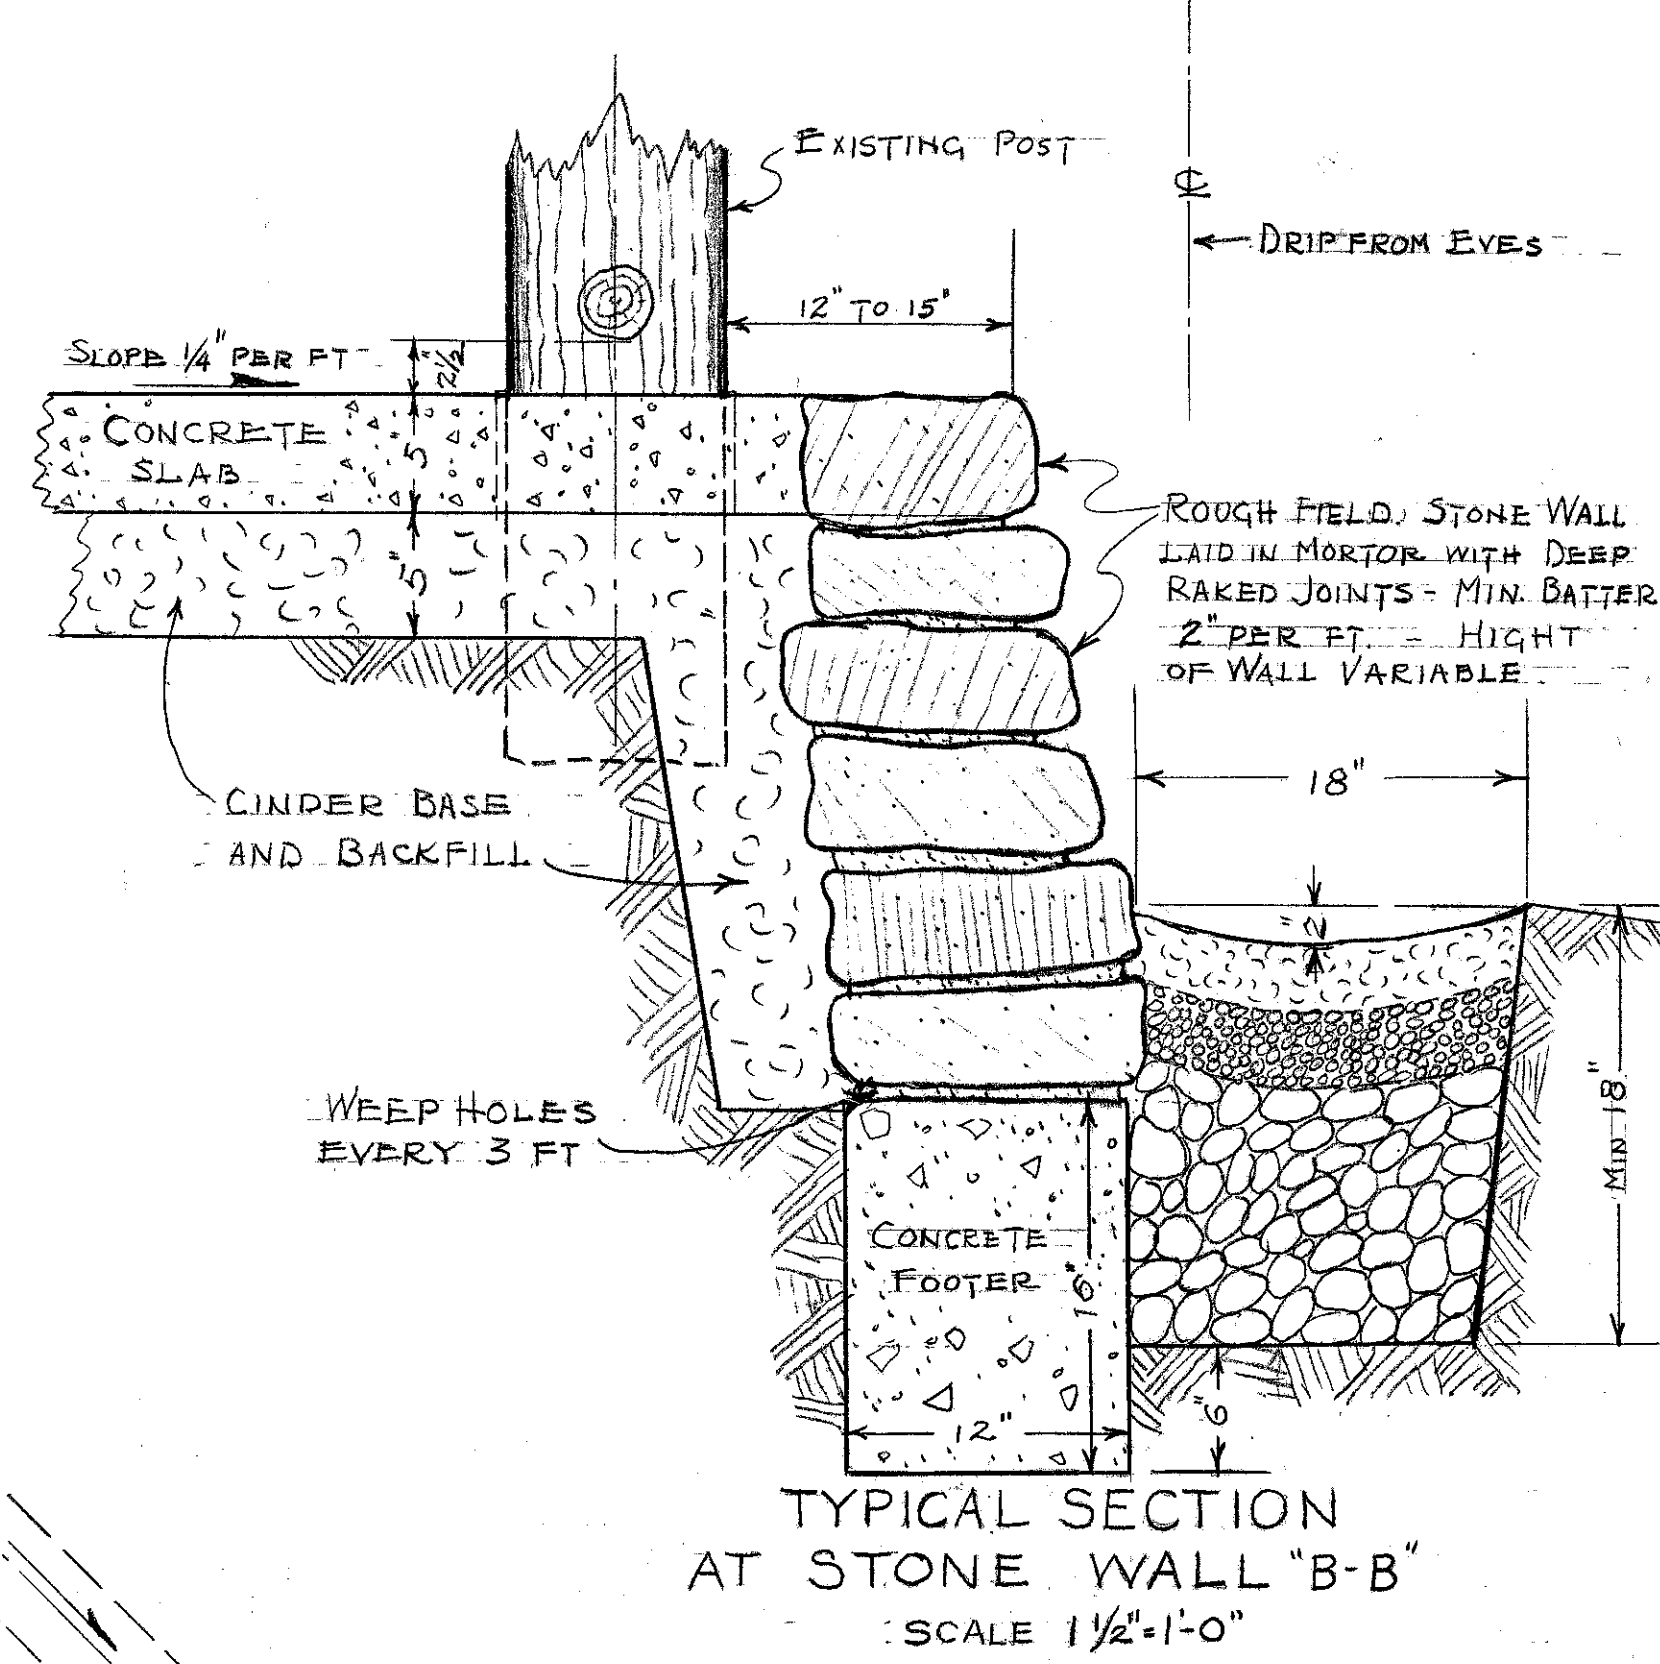 EXISTING POST
℄
DRIP FROM EVES
12" TO 15"
SLOPE 1/4" PER FT
2 1/2"
CONCRETE
SLAB
5"
5"
ROUGH FIELD STONE WALL
LAID IN MORTOR WITH DEEP
RAKED JOINTS - MIN. BATTER
2" PER FT. - HIGHT
OF WALL VARIABLE
18"
CINDER BASE
AND BACKFILL
2"
WEEP HOLES
EVERY 3 FT
MIN 18"
CONCRETE
FOOTER
16"
12"
6"
TYPICAL SECTION
AT STONE WALL "B-B"
SCALE 1 1/2" = 1'-0"